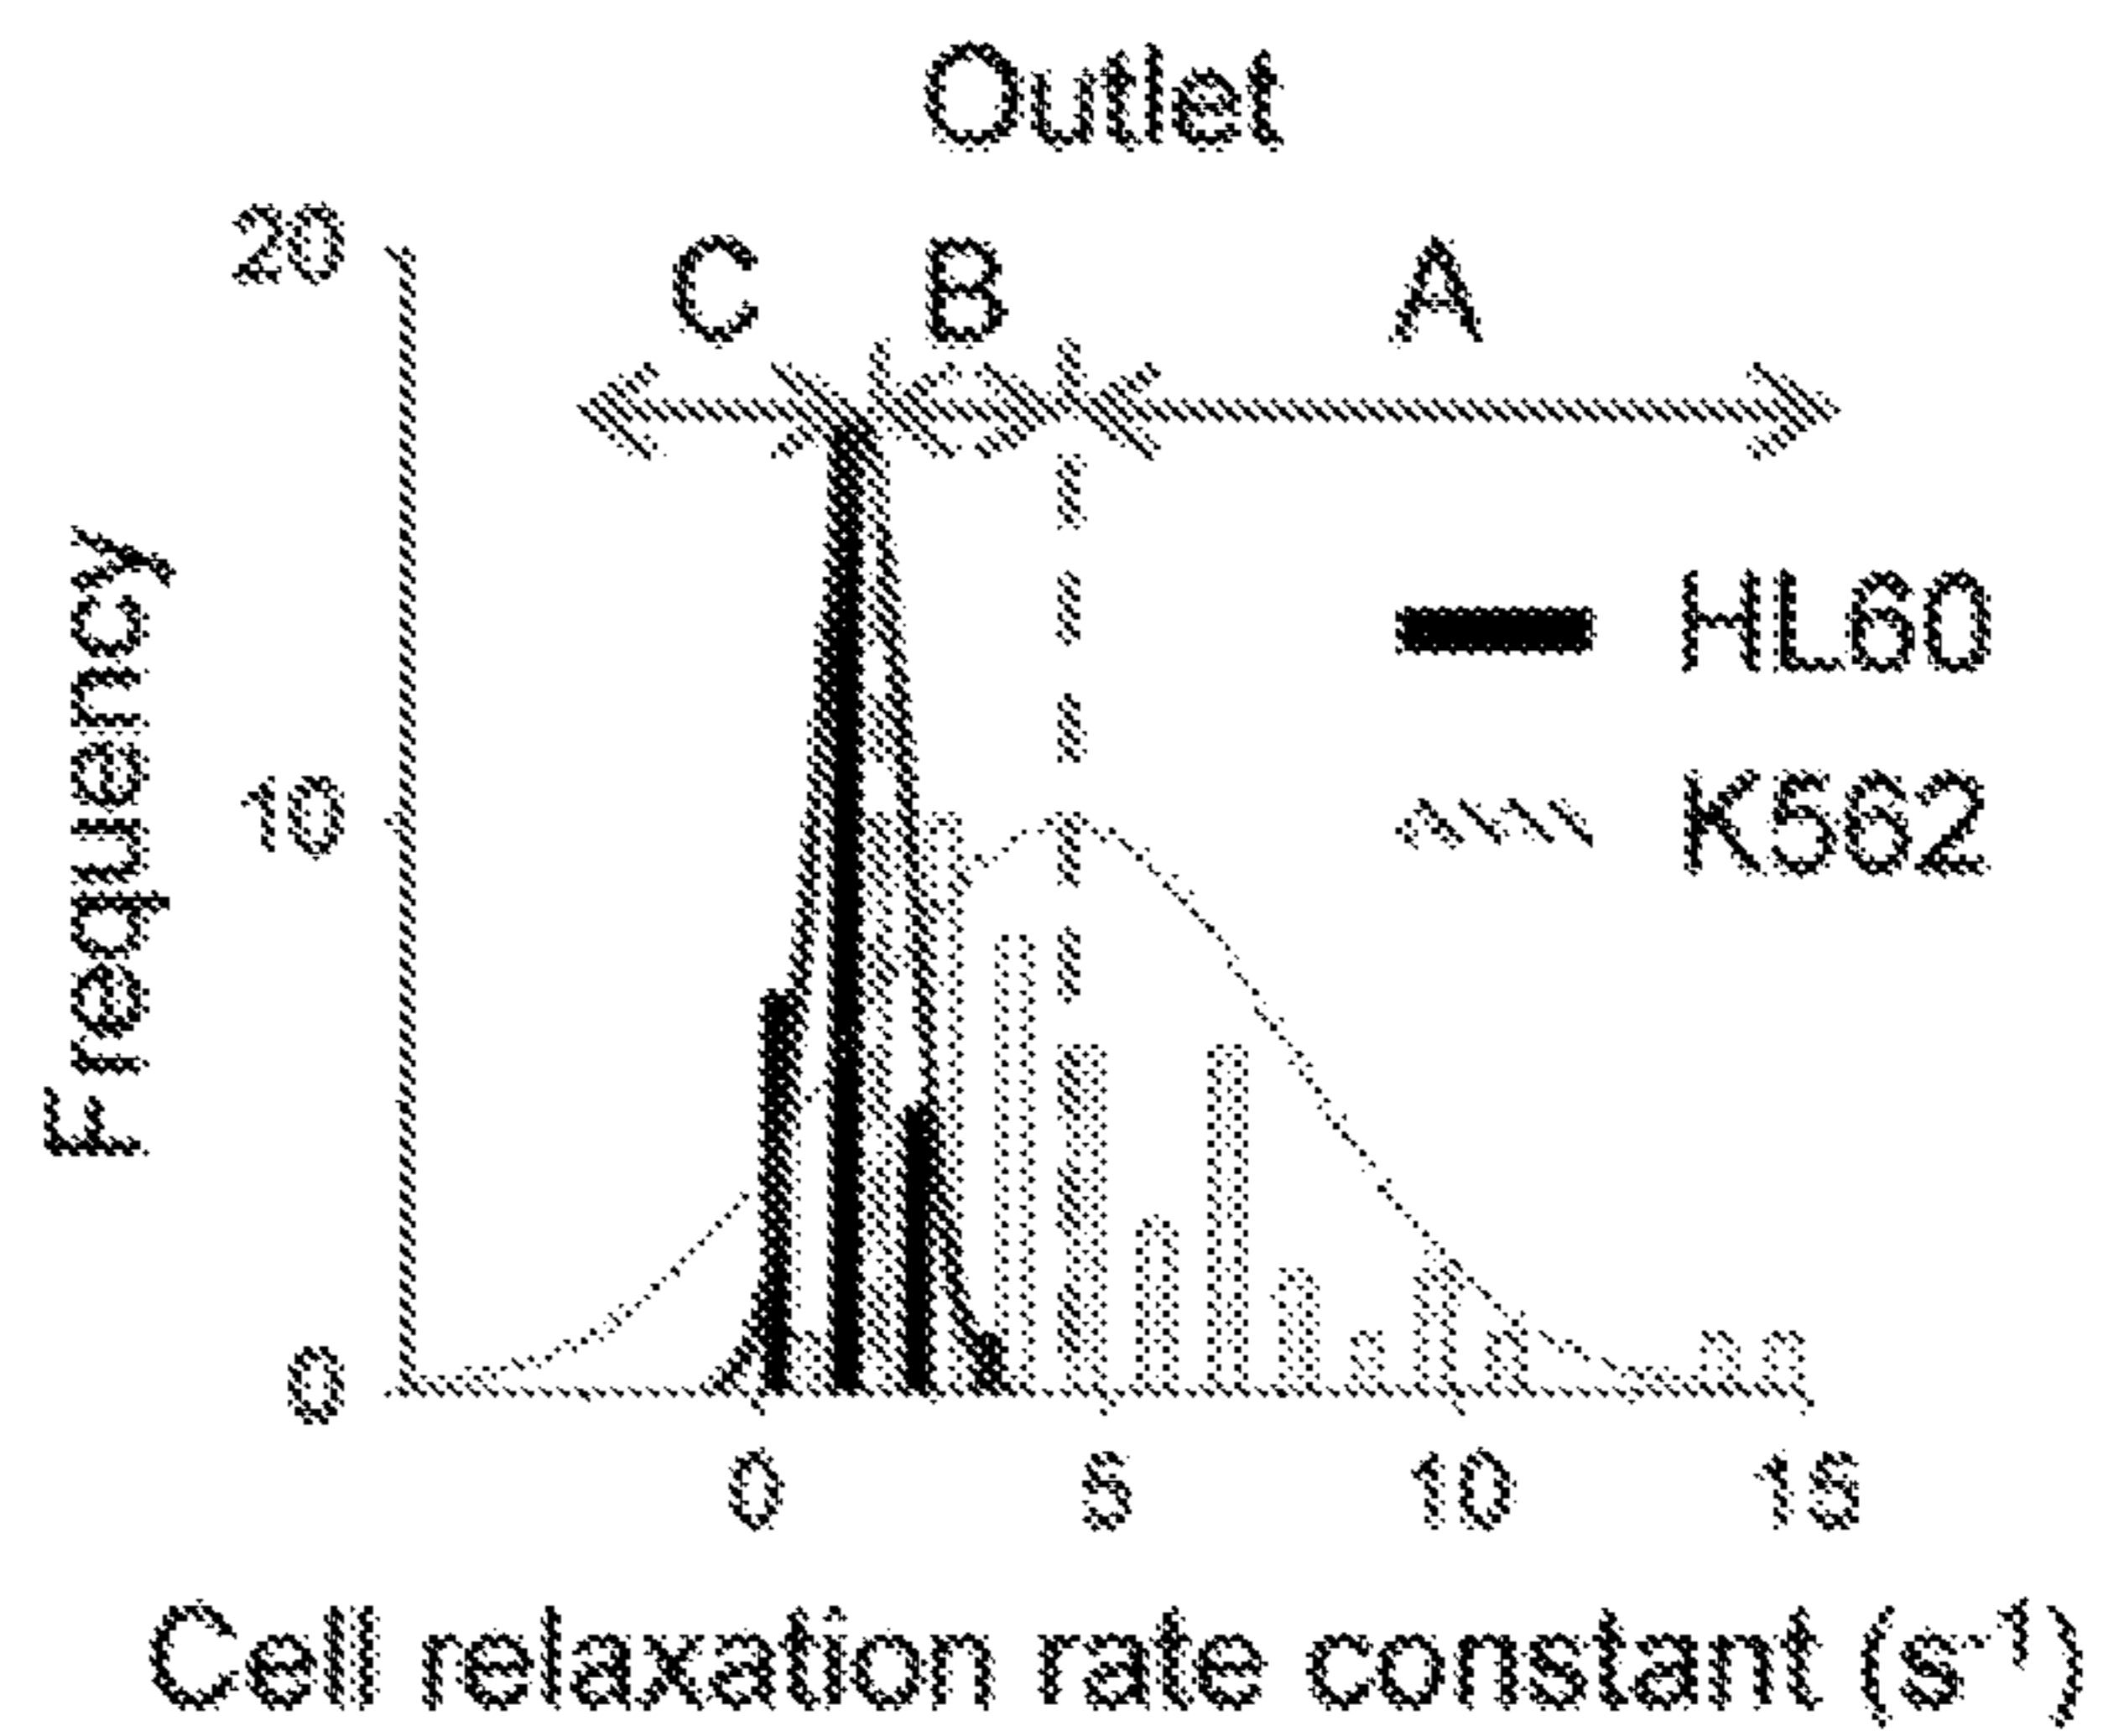 Outlet
C B A
20
10
0
Frequency
HL60
K562
0 5 10 15
Cell relaxation rate constant (s⁻¹)